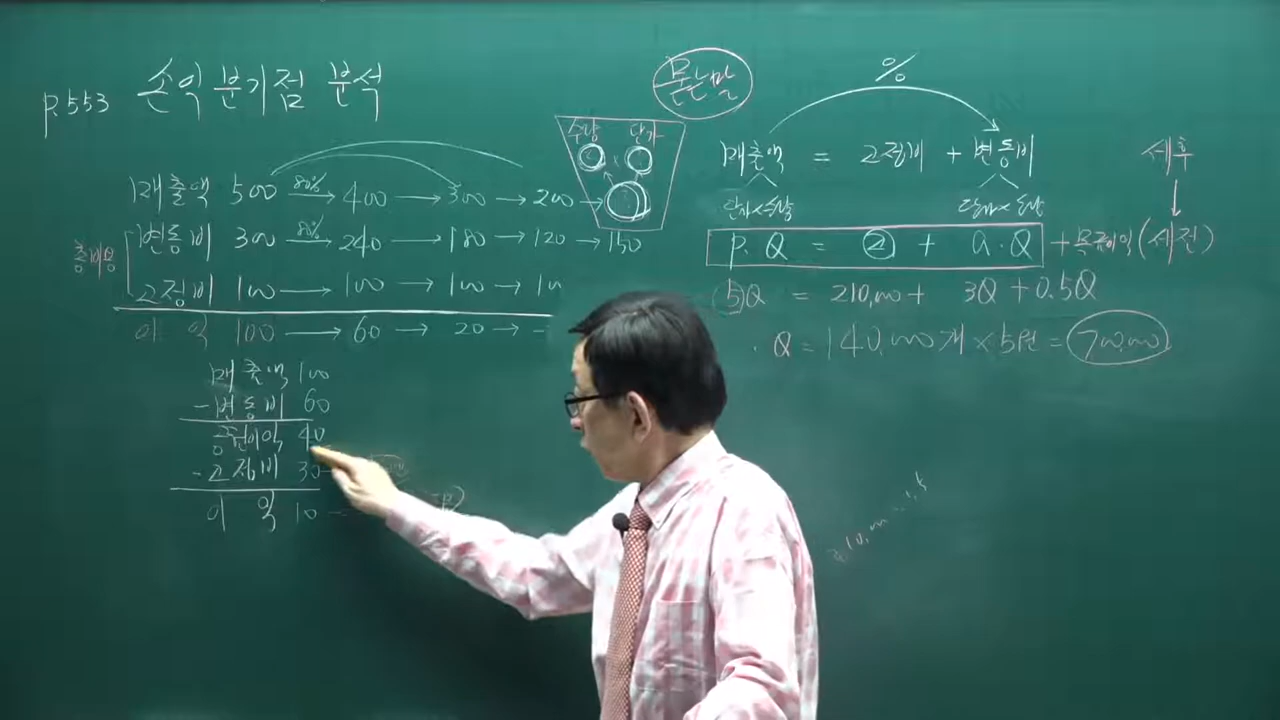 P.553 손익분기점 분석
매출액 500 80% → 400 → 300 → 200 →
총비용
변동비 300 80% → 240 → 180 → 120 → 150
고정비 100 → 100 → 100 → 10
이익 100 → 60 → 20 → -
매출액 100
-변동비 60
공헌이익 40
-고정비 30
이익 10 -
수량 단가
×
%
매출액 = 고정비 + 변동비
단가×수량 단가×수량
세후
P·Q = 고 + a·Q + 목표이익(세전)
5Q = 210,000 + 3Q + 0.5Q
Q = 140,000개 × 5원 = 700,000